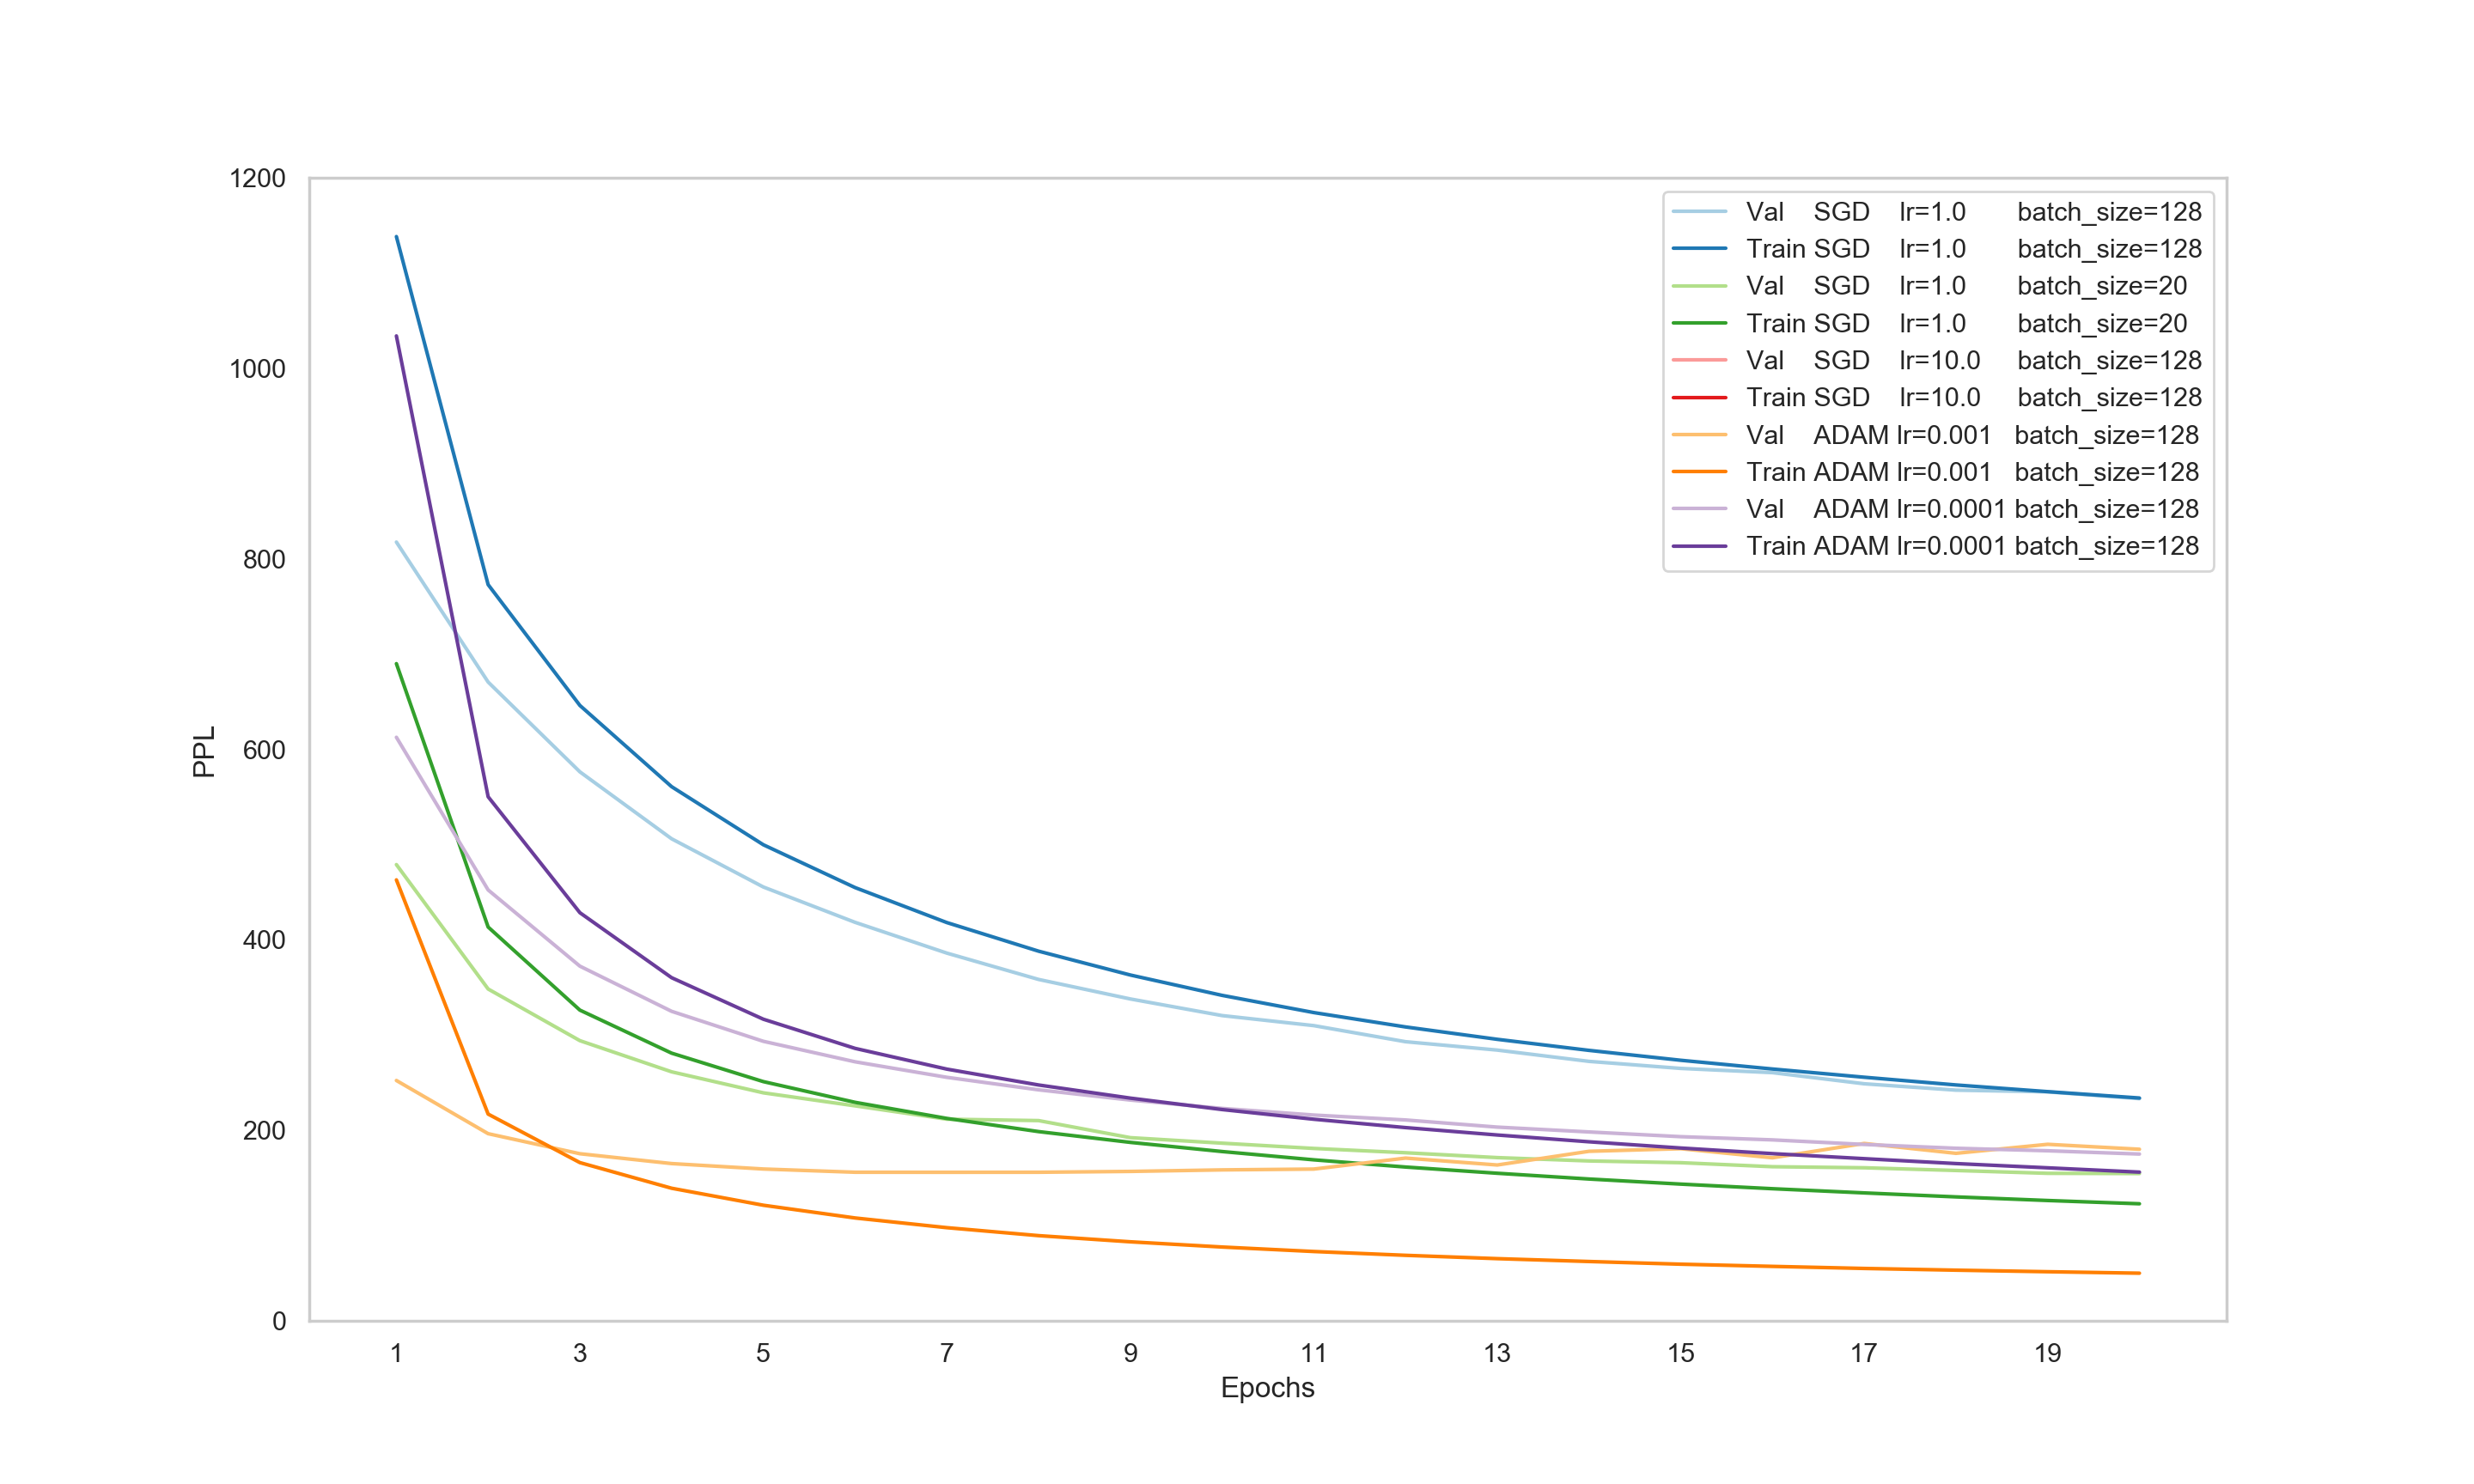 1200
1000
800
600
400
200
0
PPL
Val SGD lr=1.0 batch_size=128
Train SGD lr=1.0 batch_size=128
Val SGD lr=1.0 batch_size=20
Train SGD lr=1.0 batch_size=20
Val SGD lr=10.0 batch_size=128
Train SGD lr=10.0 batch_size=128
Val ADAM lr=0.001 batch_size=128
Train ADAM lr=0.001 batch_size=128
Val ADAM lr=0.0001 batch_size=128
Train ADAM lr=0.0001 batch_size=128
1 3 5 7 9 11 13 15 17 19
Epochs